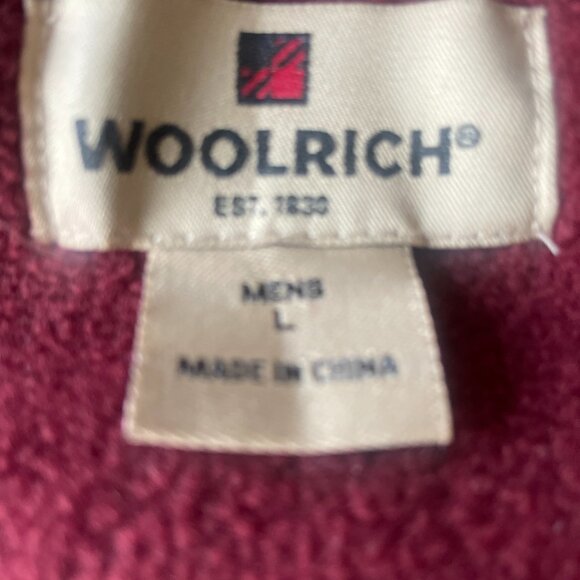 WOOLRICH®
EST. 1830
MENS
L
MADE IN CHINA